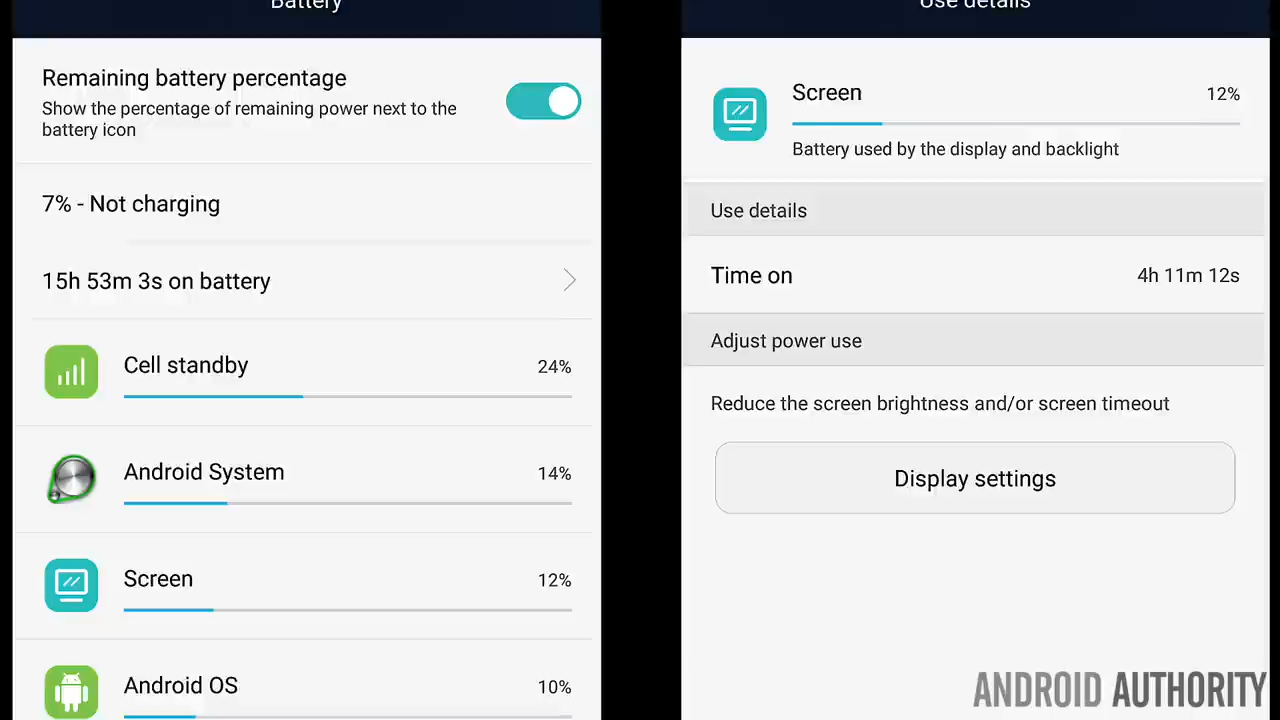 Battery
Remaining battery percentage
Show the percentage of remaining power next to the
battery icon
7% - Not charging
15h 53m 3s on battery
Cell standby
24%
Android System
14%
Screen
12%
Android OS
10%
Use details
Screen
12%
Battery used by the display and backlight
Use details
Time on
4h 11m 12s
Adjust power use
Reduce the screen brightness and/or screen timeout
Display settings
ANDROID AUTHORITY